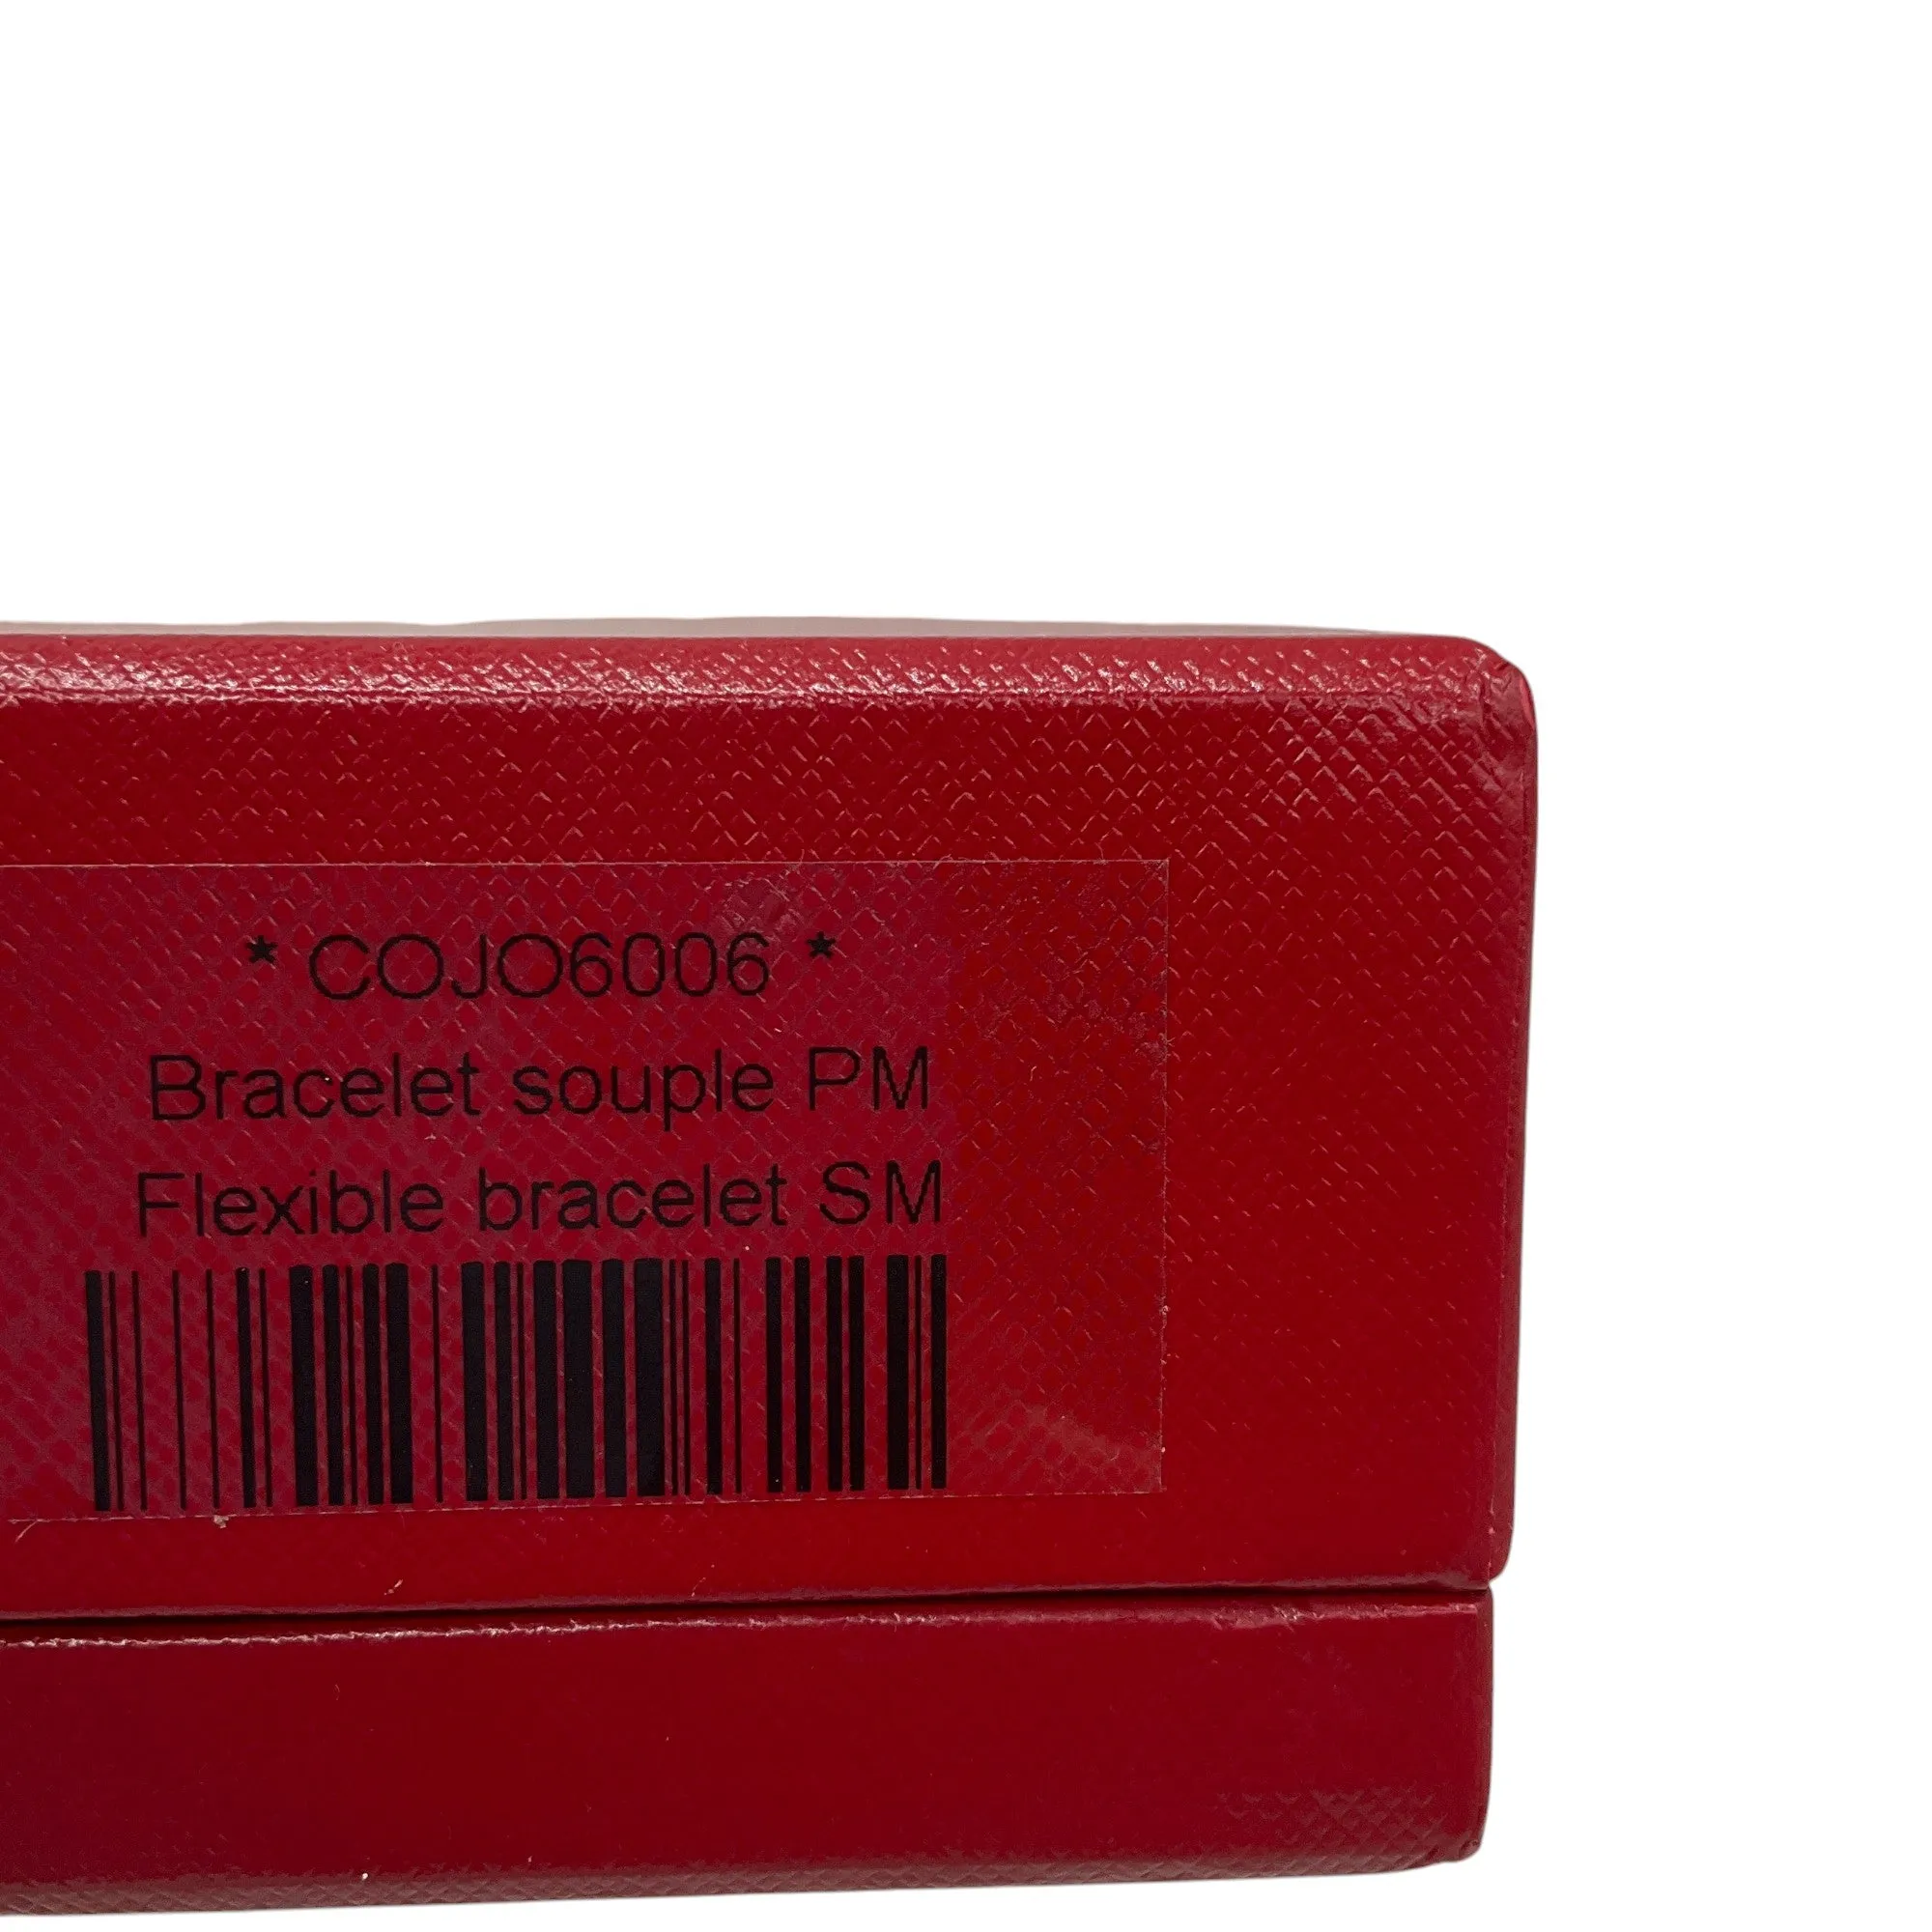 * COJO6006 *
Bracelet souple PM
Flexible bracelet SM